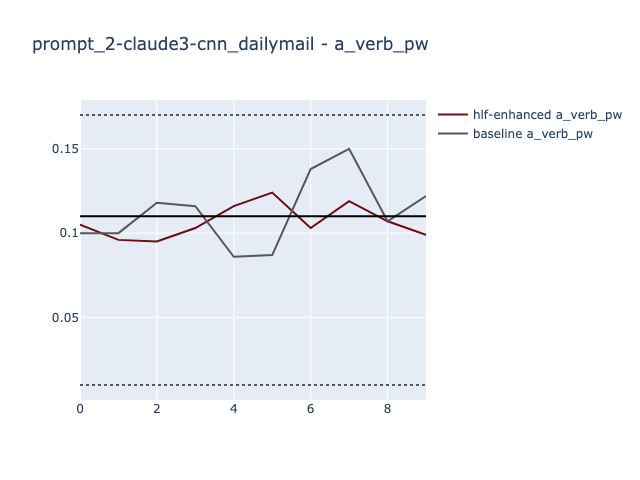 prompt_2-claude3-cnn_dailymail - a_verb_pw
hlf-enhanced a_verb_pw
baseline a_verb_pw
0.15
0.1
0.05
0 2 4 6 8